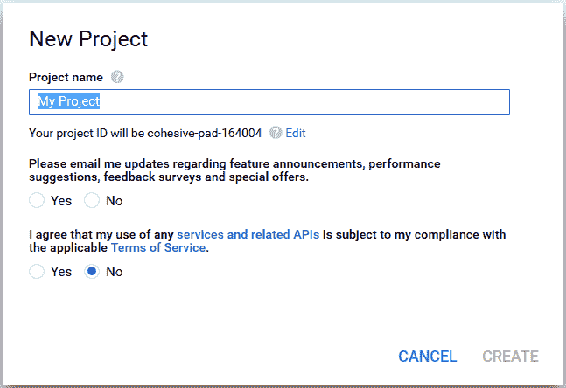 New Project
Project name
My Project
Your project ID will be cohesive-pad-164004 Edit
Please email me updates regarding feature announcements, performance
suggestions, feedback surveys and special offers.
Yes No
I agree that my use of any services and related APIs is subject to my compliance with
the applicable Terms of Service.
Yes No
CANCEL CREATE